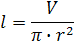 l = V / (π · r²)